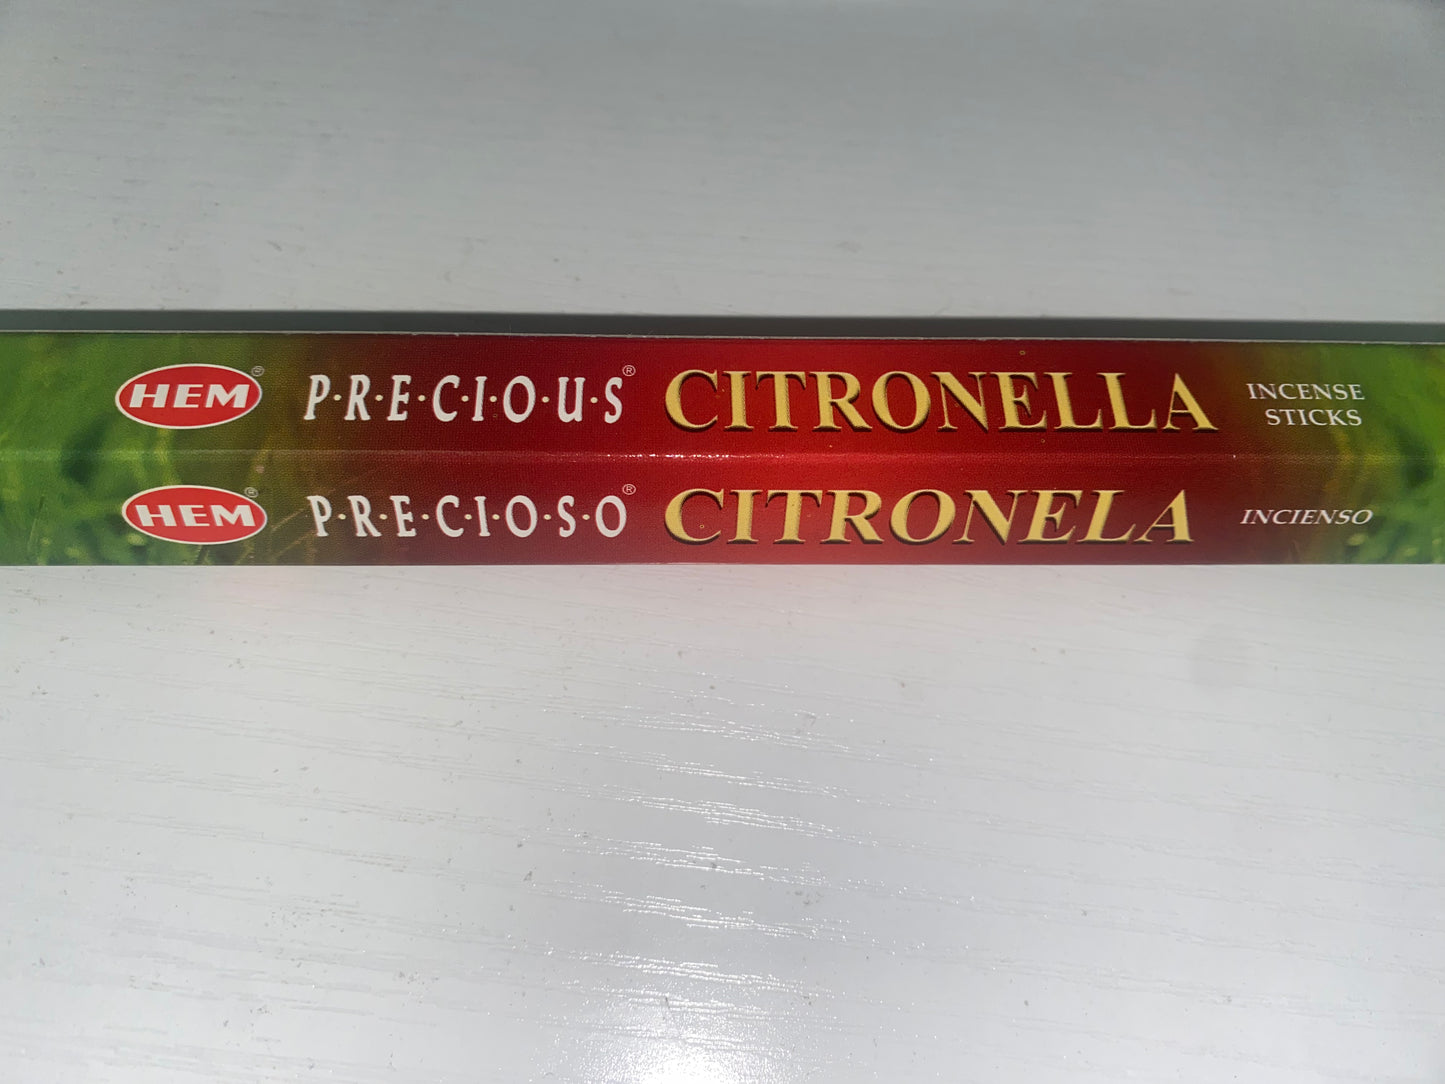 HEM® P·R·E·C·I·O·U·S® CITRONELLA INCENSE STICKS
HEM® P·R·E·C·I·O·S·O® CITRONELA INCIENSO